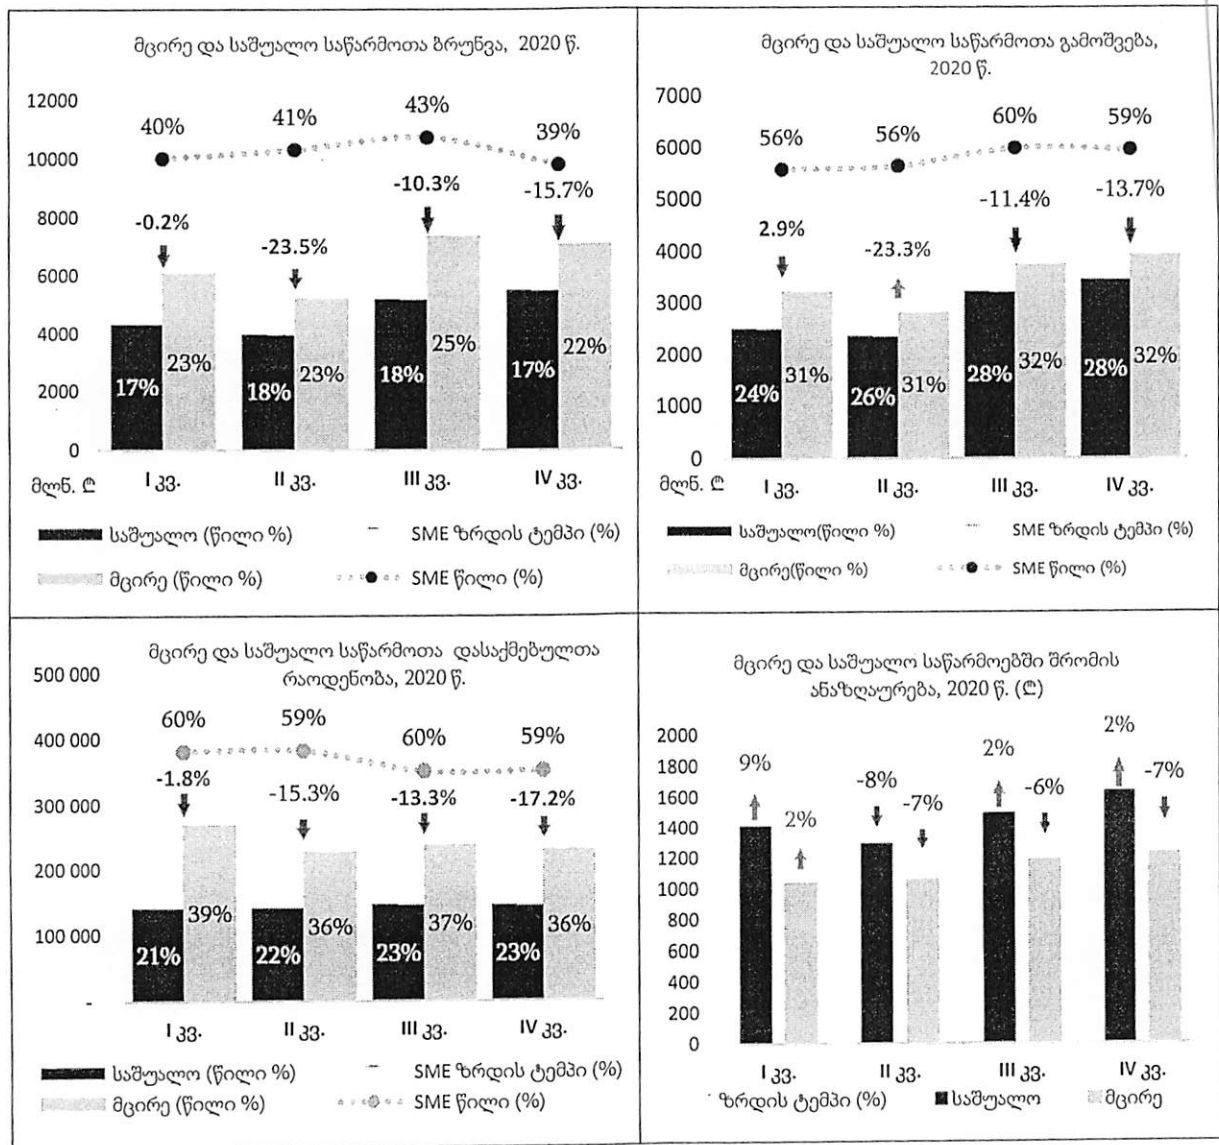 მცირე და საშუალო საწარმოთა ბრუნვა, 2020 წ.
12000
10000
8000
6000
4000
2000
0
40%
41%
43%
39%
-0.2%
-23.5%
-10.3%
-15.7%
17%
23%
18%
23%
18%
25%
17%
22%
მლნ. ₾
I კვ.
II კვ.
III კვ.
IV კვ.
საშუალო (წილი %)
SME ზრდის ტემპი (%)
მცირე (წილი %)
SME წილი (%)
მცირე და საშუალო საწარმოთა გამოშვება,
2020 წ.
7000
6000
5000
4000
3000
2000
1000
0
56%
56%
60%
59%
2.9%
-23.3%
-11.4%
-13.7%
24%
31%
26%
31%
28%
32%
28%
32%
მლნ. ₾
I კვ.
II კვ.
III კვ.
IV კვ.
საშუალო(წილი %)
SME ზრდის ტემპი (%)
მცირე(წილი %)
SME წილი (%)
მცირე და საშუალო საწარმოთა დასაქმებულთა
რაოდენობა, 2020 წ.
500 000
400 000
300 000
200 000
100 000
-
60%
59%
60%
59%
-1.8%
-15.3%
-13.3%
-17.2%
21%
39%
22%
36%
23%
37%
23%
36%
I კვ.
II კვ.
III კვ.
IV კვ.
საშუალო (წილი %)
SME ზრდის ტემპი (%)
მცირე (წილი %)
SME წილი (%)
მცირე და საშუალო საწარმოებში შრომის
ანაზღაურება, 2020 წ. (₾)
2000
1800
1600
1400
1200
1000
800
600
400
200
0
9%
2%
-8%
-7%
2%
-6%
2%
-7%
I კვ.
II კვ.
III კვ.
IV კვ.
ზრდის ტემპი (%)
საშუალო
მცირე